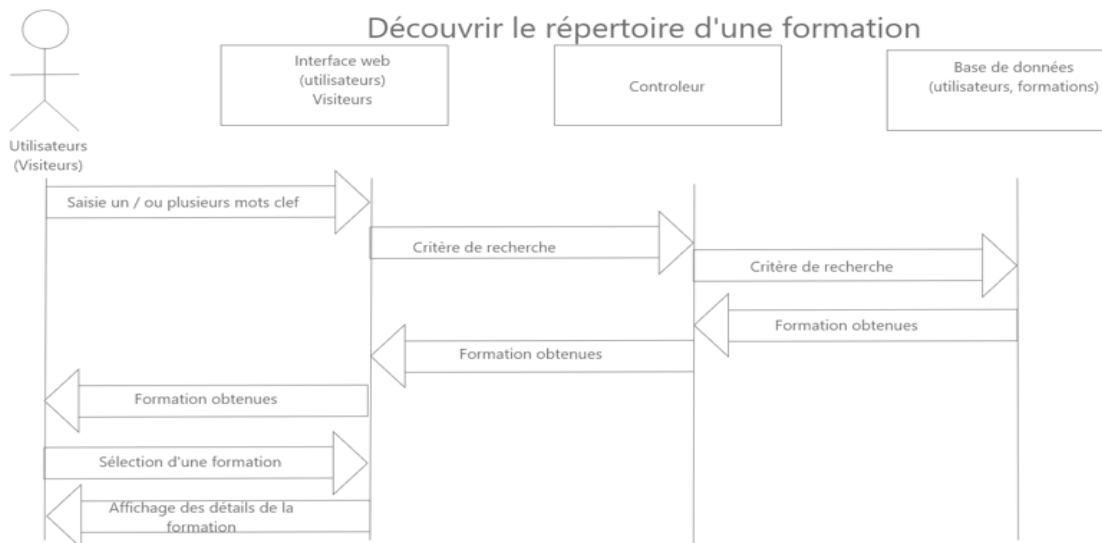 Découvrir le répertoire d'une formation
Interface web
(utilisateurs)
Visiteurs
Controleur
Base de données
(utilisateurs, formations)
Utilisateurs
(Visiteurs)
Saisie un / ou plusieurs mots clef
Critère de recherche
Critère de recherche
Formation obtenues
Formation obtenues
Formation obtenues
Sélection d'une formation
Affichage des détails de la
formation